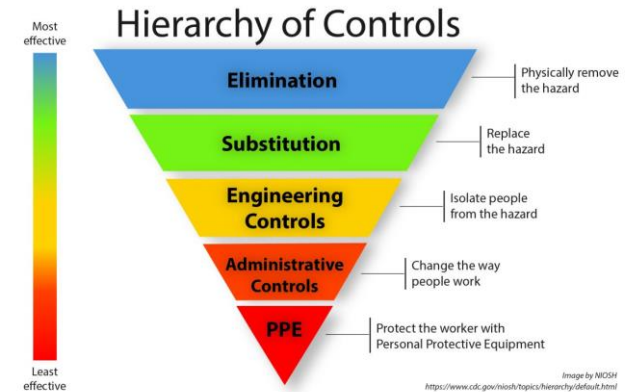 Hierarchy of Controls
Most
effective
Elimination
Physically remove
the hazard
Substitution
Replace
the hazard
Engineering
Controls
Isolate people
from the hazard
Administrative
Controls
Change the way
people work
PPE
Protect the worker with
Personal Protective Equipment
Least
effective
Image by NIOSH
https://www.cdc.gov/niosh/topics/hierarchy/default.html